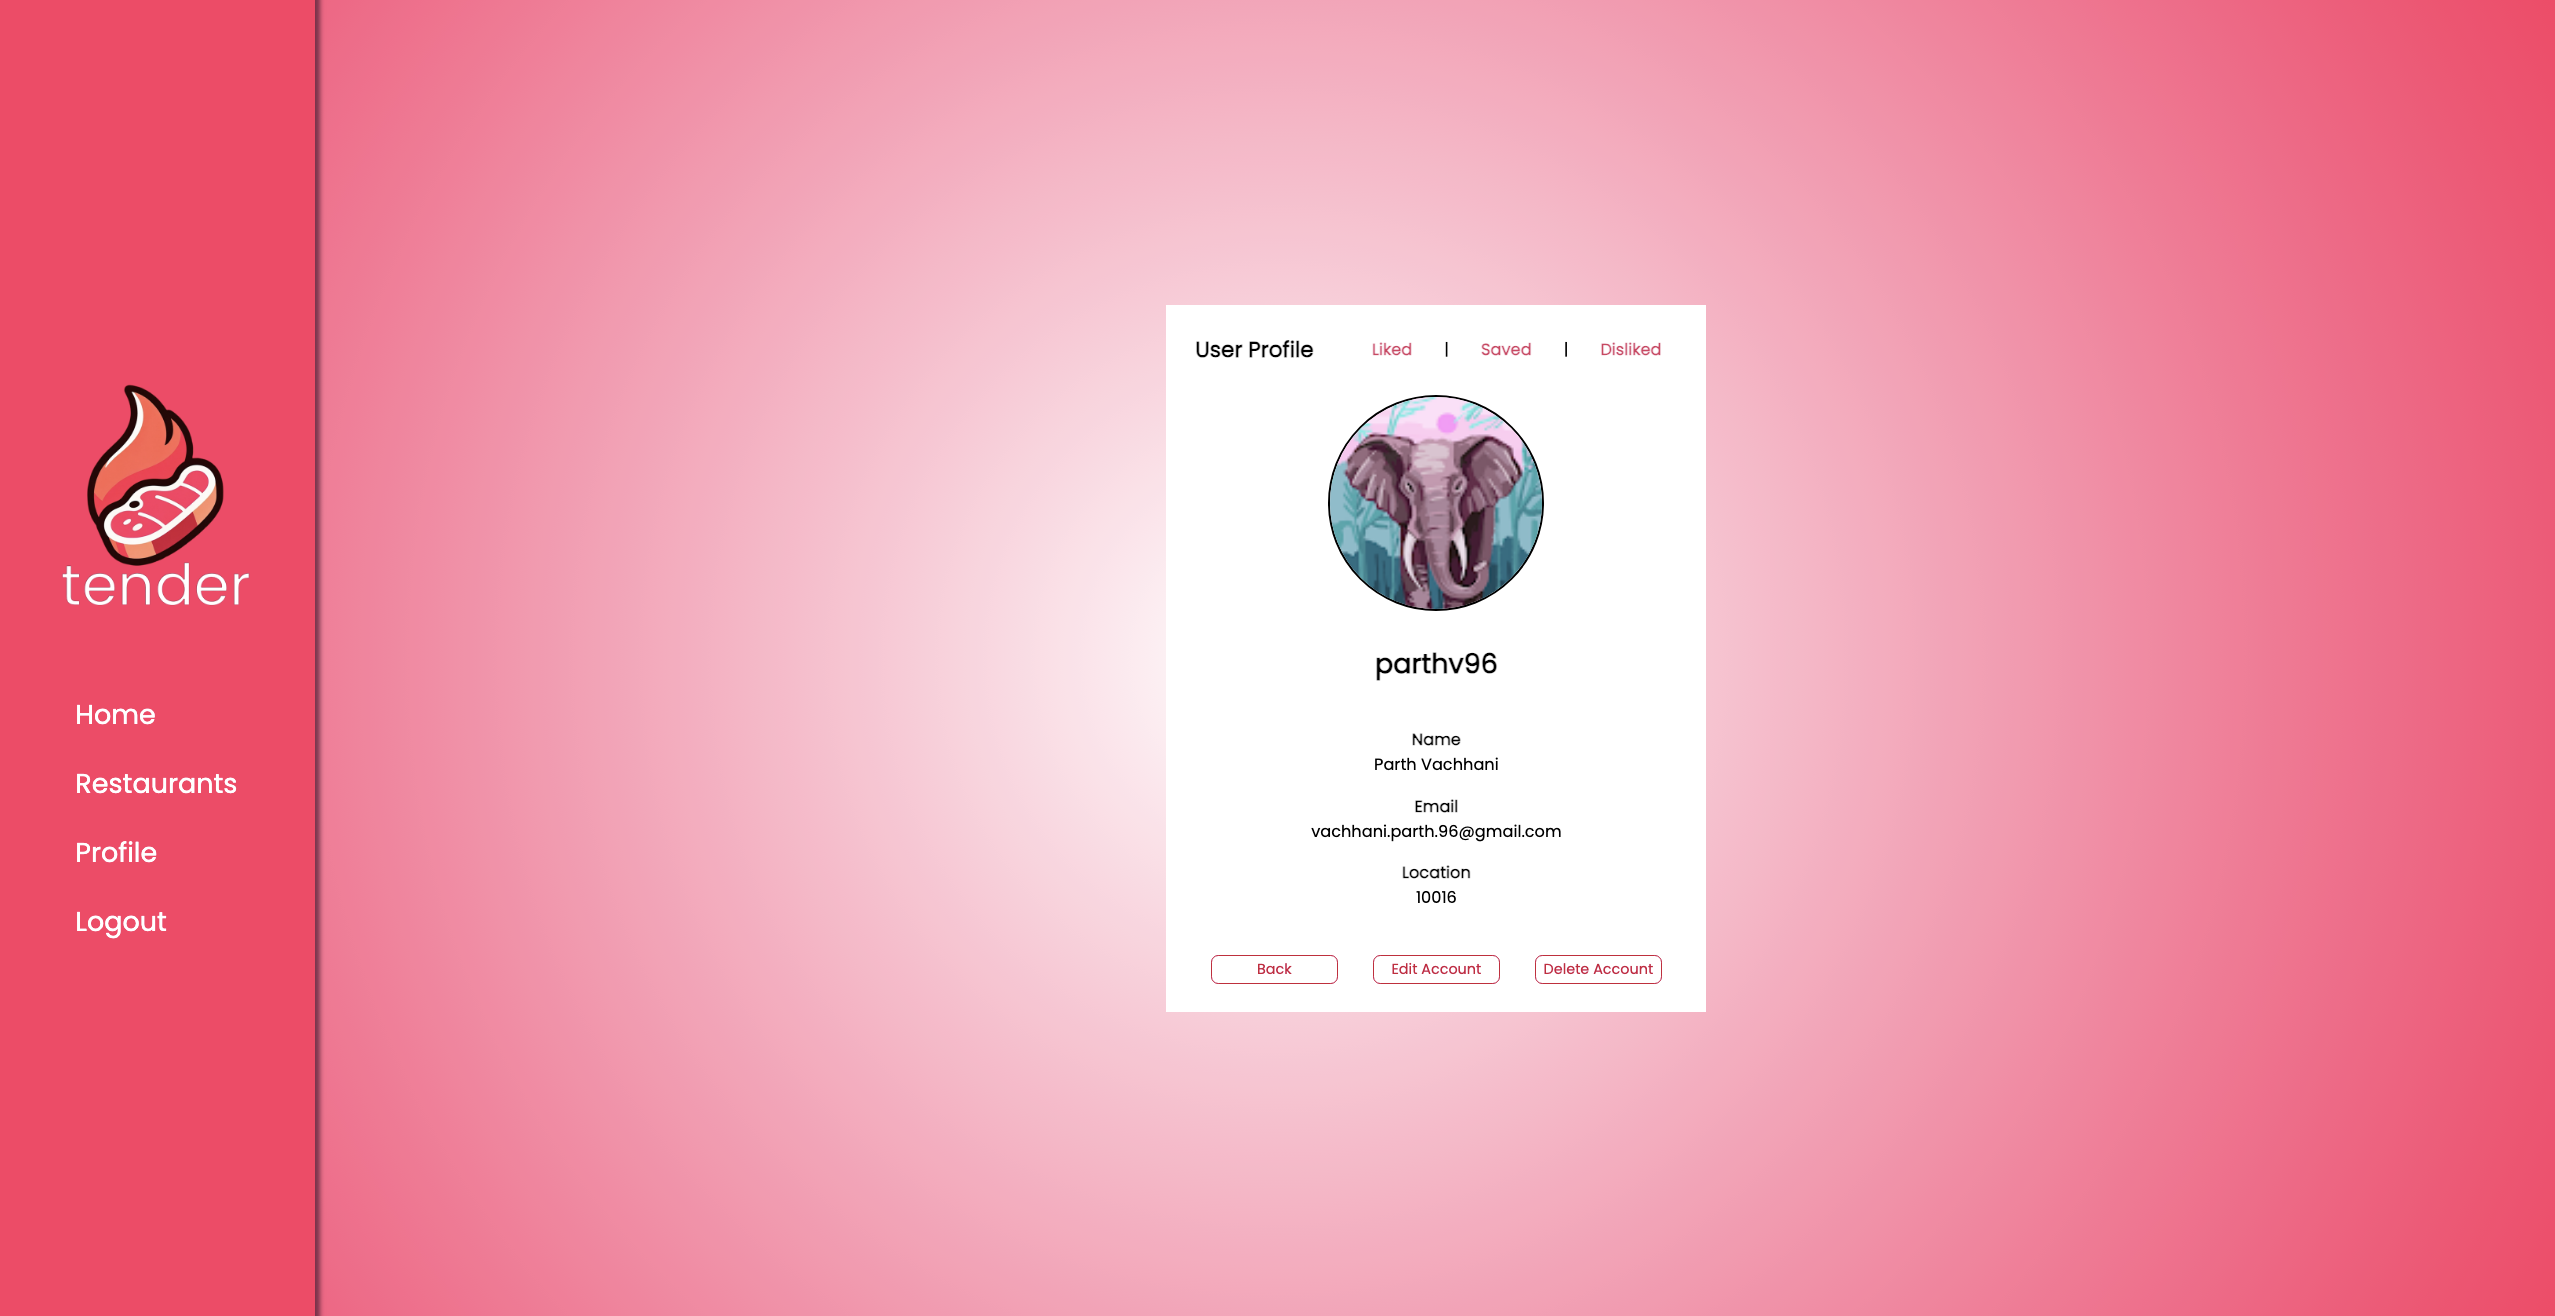 tender
Home
Restaurants
Profile
Logout
User Profile Liked | Saved | Disliked
parthv96
Name
Parth Vachhani
Email
vachhani.parth.96@gmail.com
Location
10016
Back Edit Account Delete Account